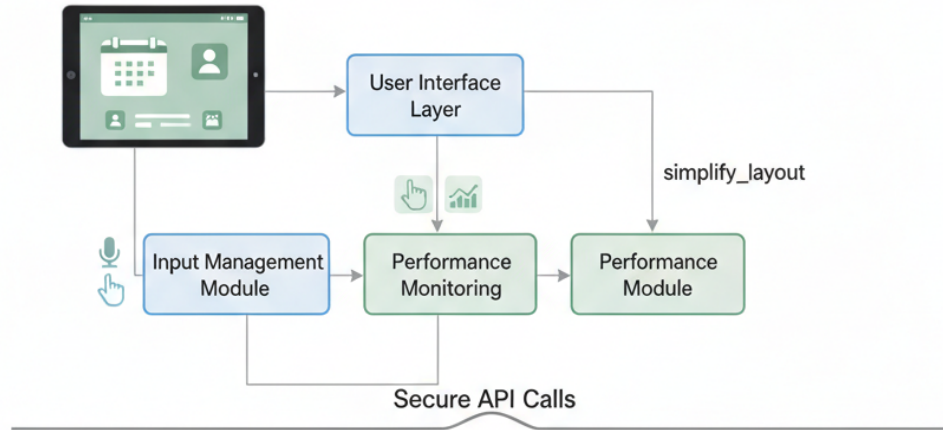 User Interface
Layer
simplify_layout
Input Management
Module
Performance
Monitoring
Performance
Module
Secure API Calls